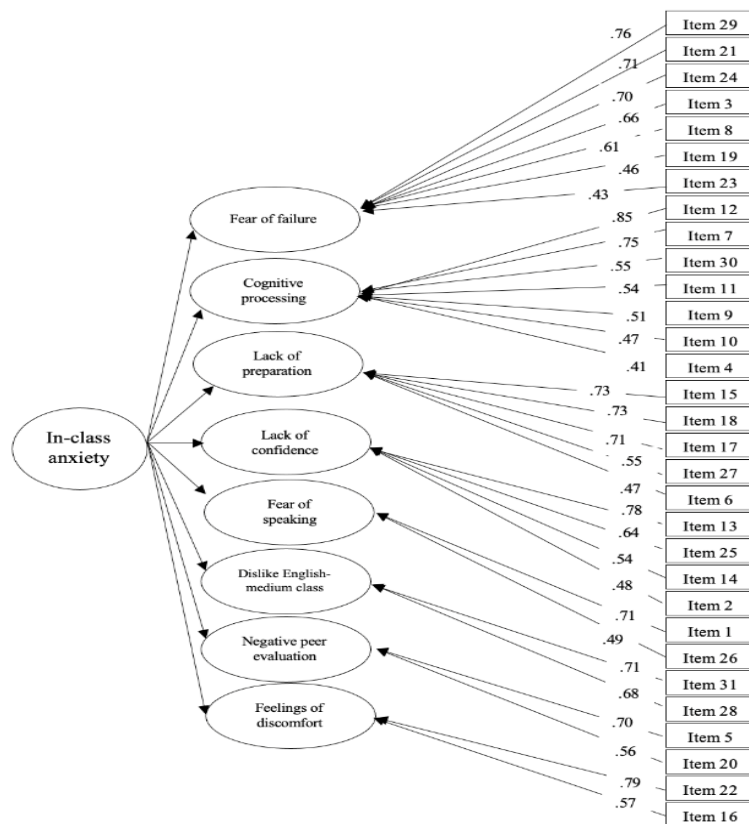 Item 29
.76
Item 21
.71
Item 24
.70
Item 3
.66
Item 8
.61
Item 19
.46
Item 23
.43
Item 12
.85
Item 7
.75
Item 30
.55
Item 11
.54
Item 9
.51
Item 10
.47
Item 4
.41
Item 15
.73
Item 18
.73
Item 17
.71
Item 27
.55
Item 6
.47
Item 13
.78
Item 25
.64
Item 14
.54
Item 2
.48
Item 1
.71
Item 26
.49
Item 31
.71
Item 28
.68
Item 5
.70
Item 20
.56
Item 22
.79
Item 16
.57
Fear of failure
Cognitive
processing
Lack of
preparation
Lack of
confidence
Fear of
speaking
Dislike English-
medium class
Negative peer
evaluation
Feelings of
discomfort
In-class
anxiety